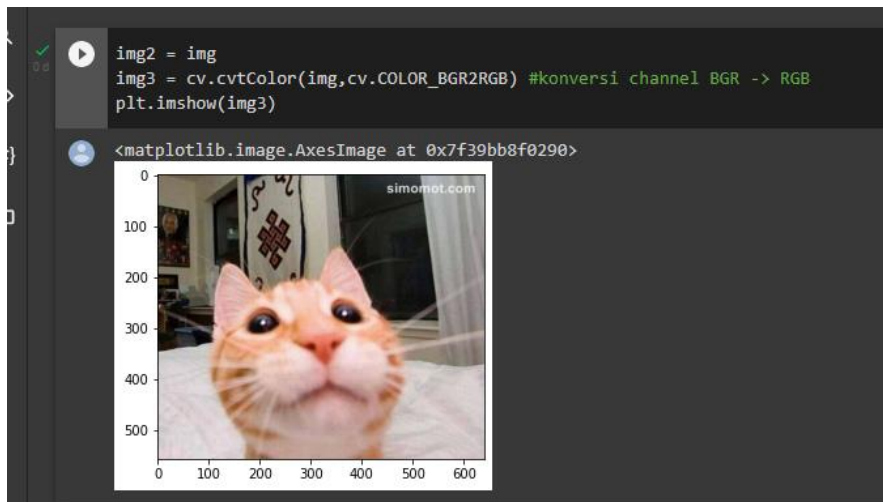 img2 = img
img3 = cv.cvtColor(img,cv.COLOR_BGR2RGB) #konversi channel BGR -> RGB
plt.imshow(img3)
<matplotlib.image.AxesImage at 0x7f39bb8f0290>
simomot.com
0
100
200
300
400
500
0 100 200 300 400 500 600